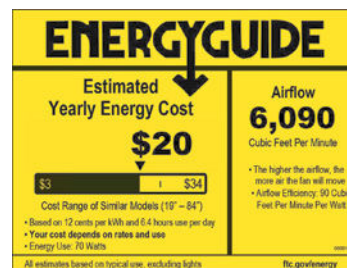 ENERGYGUIDE
Estimated
Yearly Energy Cost
$20
$3
$34
Cost Range of Similar Models (19" – 84")
• Based on 12 cents per kWh and 6.4 hours use per day
• Your cost depends on rates and use
• Energy Use: 70 Watts
All estimates based on typical use, excluding lights
Airflow
6,090
Cubic Feet Per Minute
• The higher the airflow, the
more air the fan will move
• Airflow Efficiency: 90 Cubic
Feet Per Minute Per Watt
ftc.gov/energy